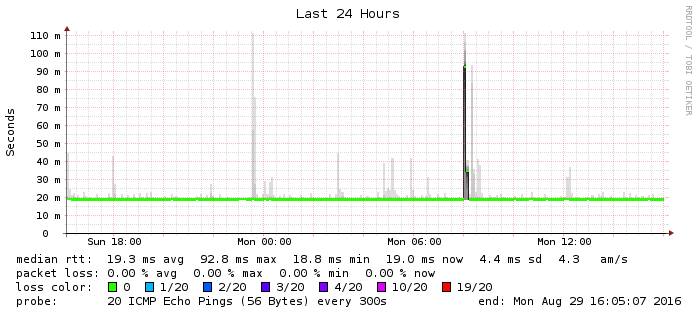 Last 24 Hours
RRDTOOL / TOBI OETIKER
Seconds
110 m
100 m
90 m
80 m
70 m
60 m
50 m
40 m
30 m
20 m
10 m
0
Sun 18:00 Mon 00:00 Mon 06:00 Mon 12:00
median rtt: 19.3 ms avg 92.8 ms max 18.8 ms min 19.0 ms now 4.4 ms sd 4.3 am/s
packet loss: 0.00 % avg 0.00 % max 0.00 % min 0.00 % now
loss color: 0 1/20 2/20 3/20 4/20 10/20 19/20
probe: 20 ICMP Echo Pings (56 Bytes) every 300s end: Mon Aug 29 16:05:07 2016